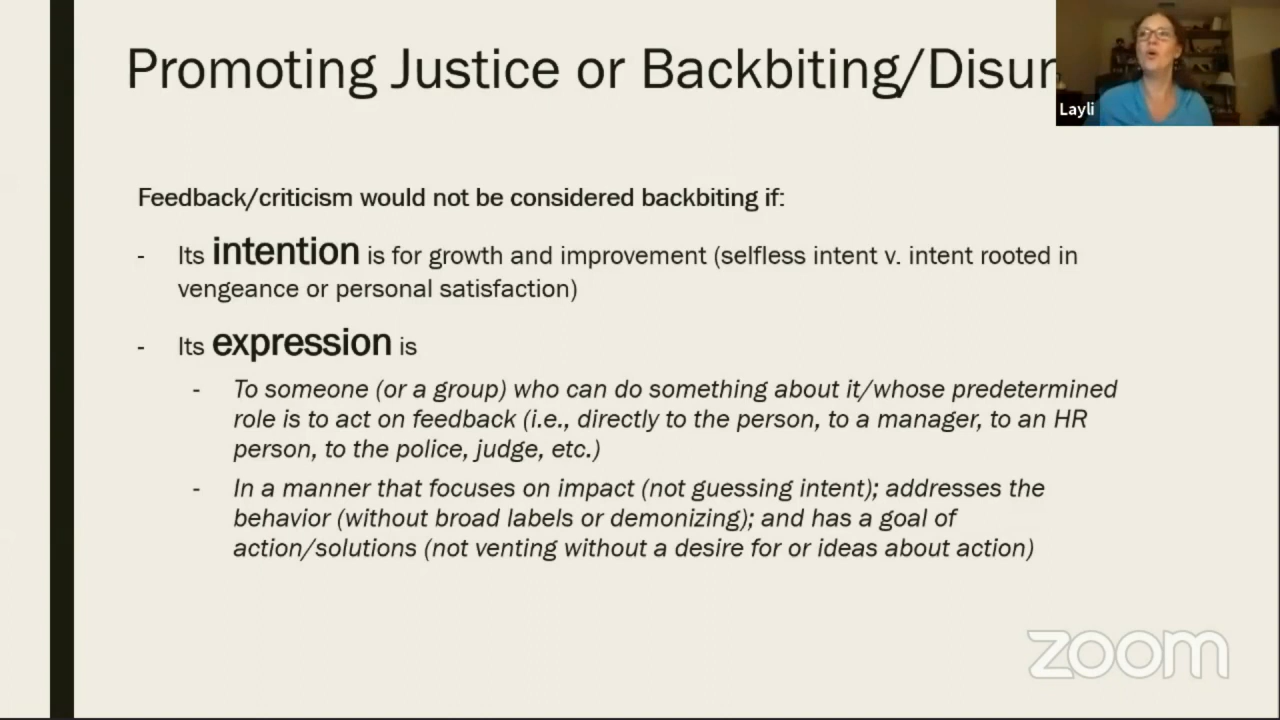 Promoting Justice or Backbiting/Disur
Layli
Feedback/criticism would not be considered backbiting if:
- Its intention is for growth and improvement (selfless intent v. intent rooted in
vengeance or personal satisfaction)
- Its expression is
- To someone (or a group) who can do something about it/whose predetermined
role is to act on feedback (i.e., directly to the person, to a manager, to an HR
person, to the police, judge, etc.)
- In a manner that focuses on impact (not guessing intent); addresses the
behavior (without broad labels or demonizing); and has a goal of
action/solutions (not venting without a desire for or ideas about action)
zoom